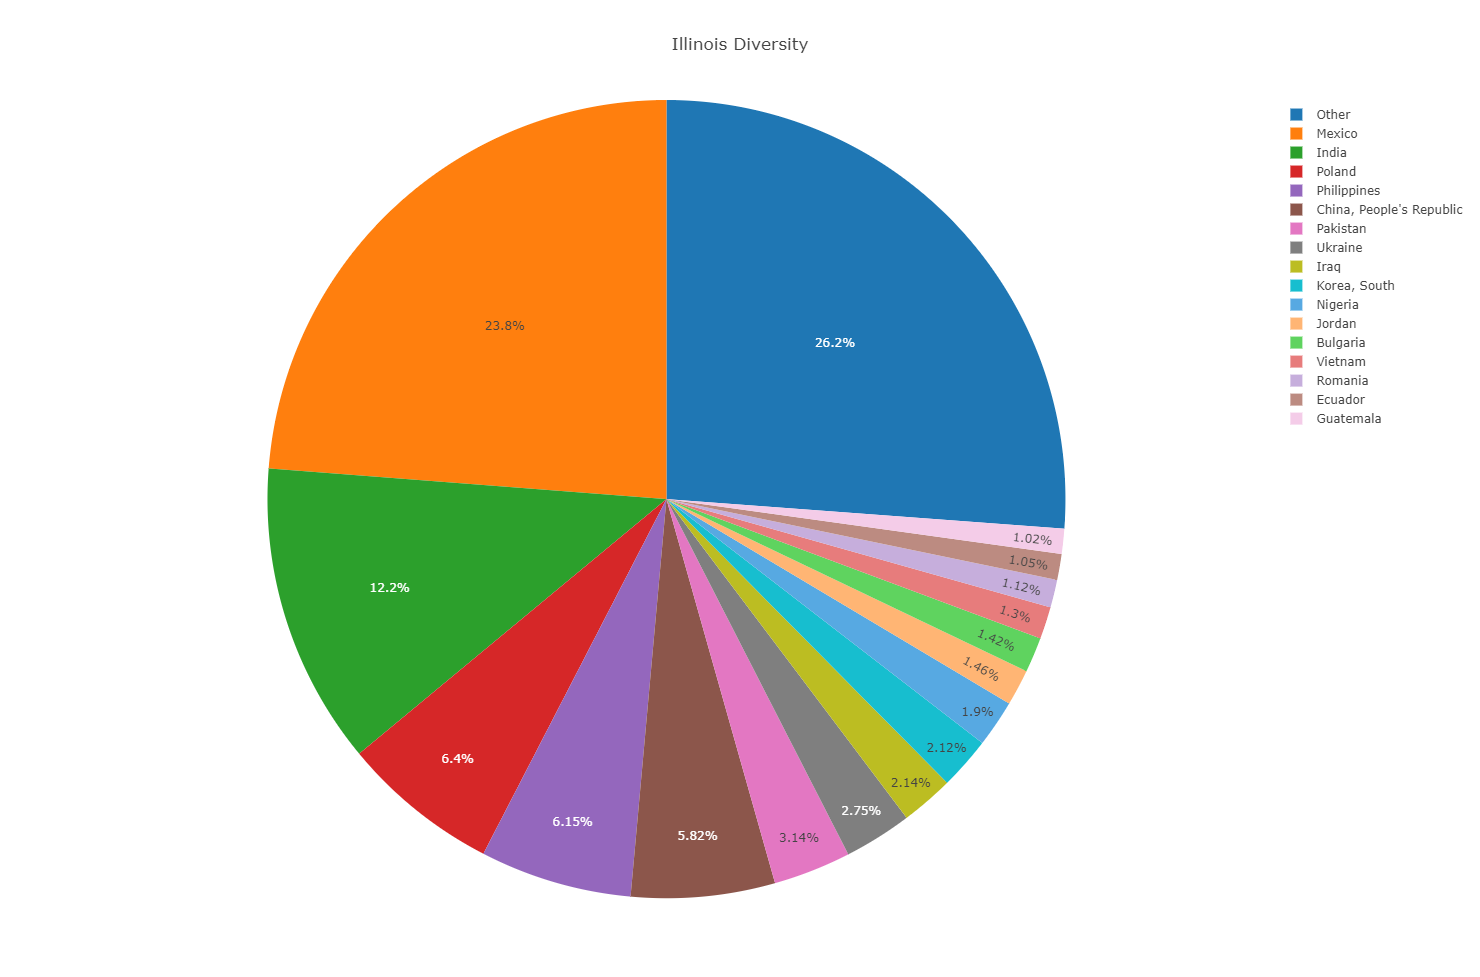 Illinois Diversity
Other
Mexico
India
Poland
Philippines
China, People's Republic
Pakistan
Ukraine
Iraq
Korea, South
Nigeria
Jordan
Bulgaria
Vietnam
Romania
Ecuador
Guatemala
23.8%
26.2%
12.2%
6.4%
6.15%
5.82%
3.14%
2.75%
2.14%
2.12%
1.9%
1.46%
1.42%
1.3%
1.12%
1.05%
1.02%